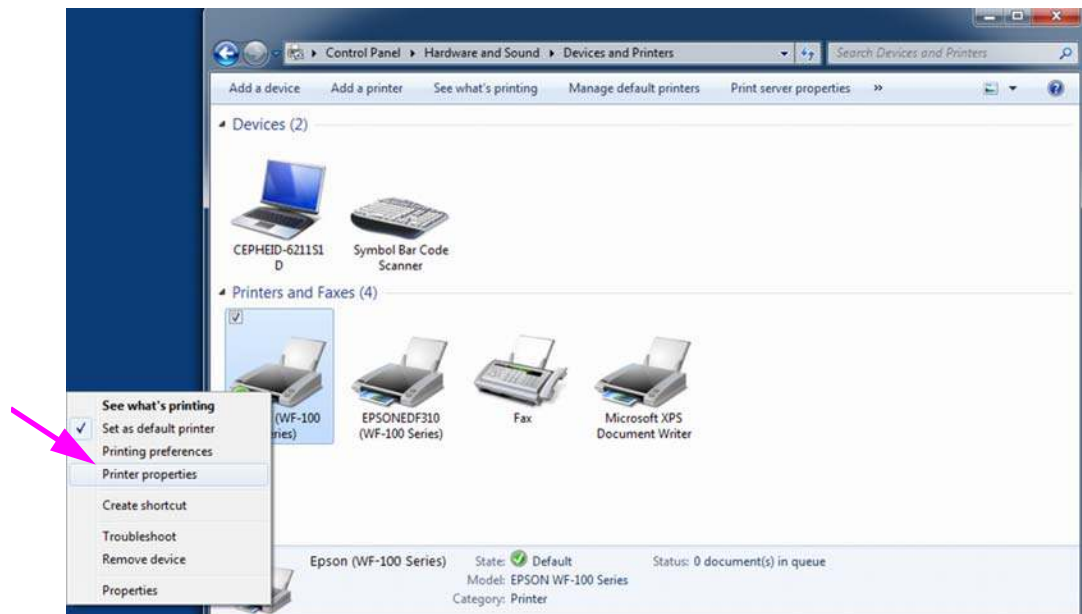 Control Panel ▸ Hardware and Sound ▸ Devices and Printers
Search Devices and Printers
Add a device Add a printer See what's printing Manage default printers Print server properties »
Devices (2)
CEPHEID-6211S1
D
Symbol Bar Code
Scanner
Printers and Faxes (4)
(WF-100
ries)
EPSONEDF310
(WF-100 Series)
Fax
Microsoft XPS
Document Writer
See what's printing
Set as default printer
Printing preferences
Printer properties
Create shortcut
Troubleshoot
Remove device
Properties
Epson (WF-100 Series) State: Default Status: 0 document(s) in queue
Model: EPSON WF-100 Series
Category: Printer